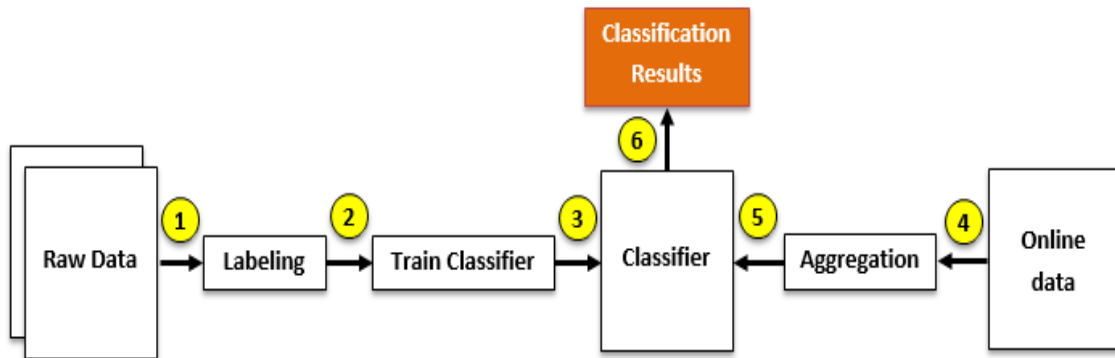 Classification
Results
6
1
2
3
5
4
Raw Data
Labeling
Train Classifier
Classifier
Aggregation
Online
data